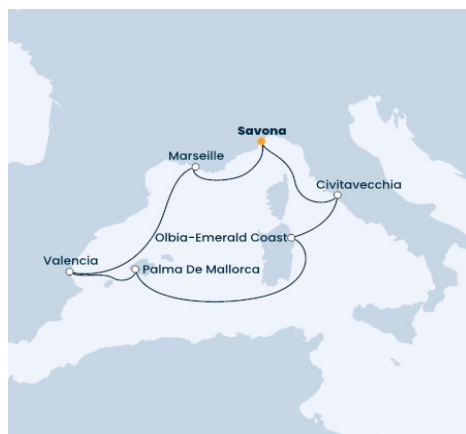 Savona
Marseille
Civitavecchia
Olbia-Emerald Coast
Valencia
Palma De Mallorca